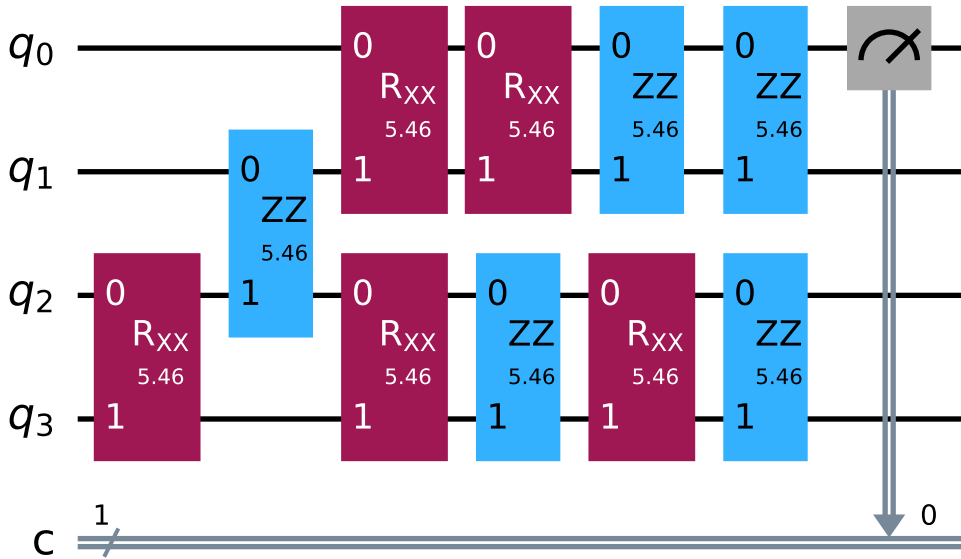 q0 0 0 0 0
RXX RXX ZZ ZZ
5.46 5.46 5.46 5.46
q1 0 1 1 1 1
ZZ
5.46
q2 0 1 0 0 0 0
RXX RXX ZZ RXX ZZ
5.46 5.46 5.46 5.46 5.46
q3 1 1 1 1 1
1 0
c